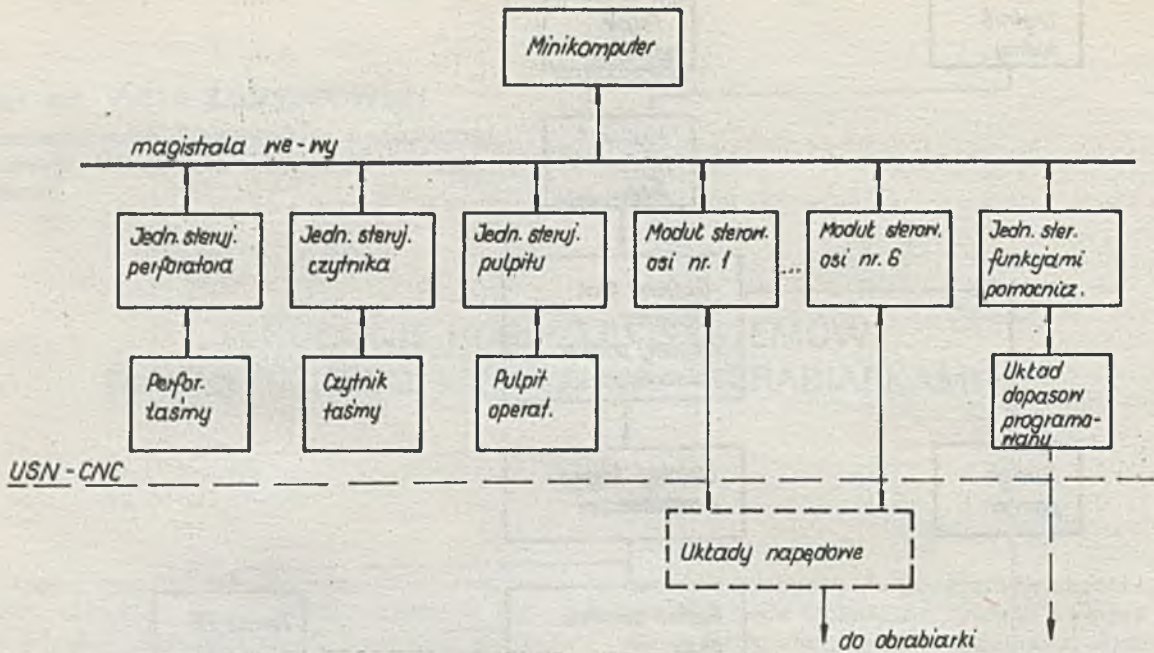 Minikomputer
magistrala we-wy
Jedn. steruj.
perforatora
Jedn. steruj.
czytnika
Jedn. steruj.
pulpitu
Moduł sterow.
osi nr. 1
...
Moduł sterow.
osi nr. 6
Jedn. ster.
funkcjami
pomocnicz.
Perfor.
taśmy
Czytnik
taśmy
Pulpit
operat.
Układ
dopasow
programo-
wany
USN-CNC
Układy napędowe
do obrabiarki